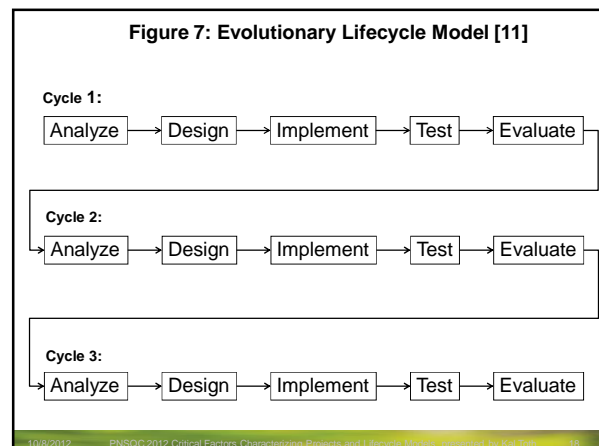 Figure 7: Evolutionary Lifecycle Model [11]
Cycle 1:
Analyze Design Implement Test Evaluate
Cycle 2:
Analyze Design Implement Test Evaluate
Cycle 3:
Analyze Design Implement Test Evaluate
10/8/2012 PNSQC 2012 Critical Factors Characterizing Projects and Lifecycle Models